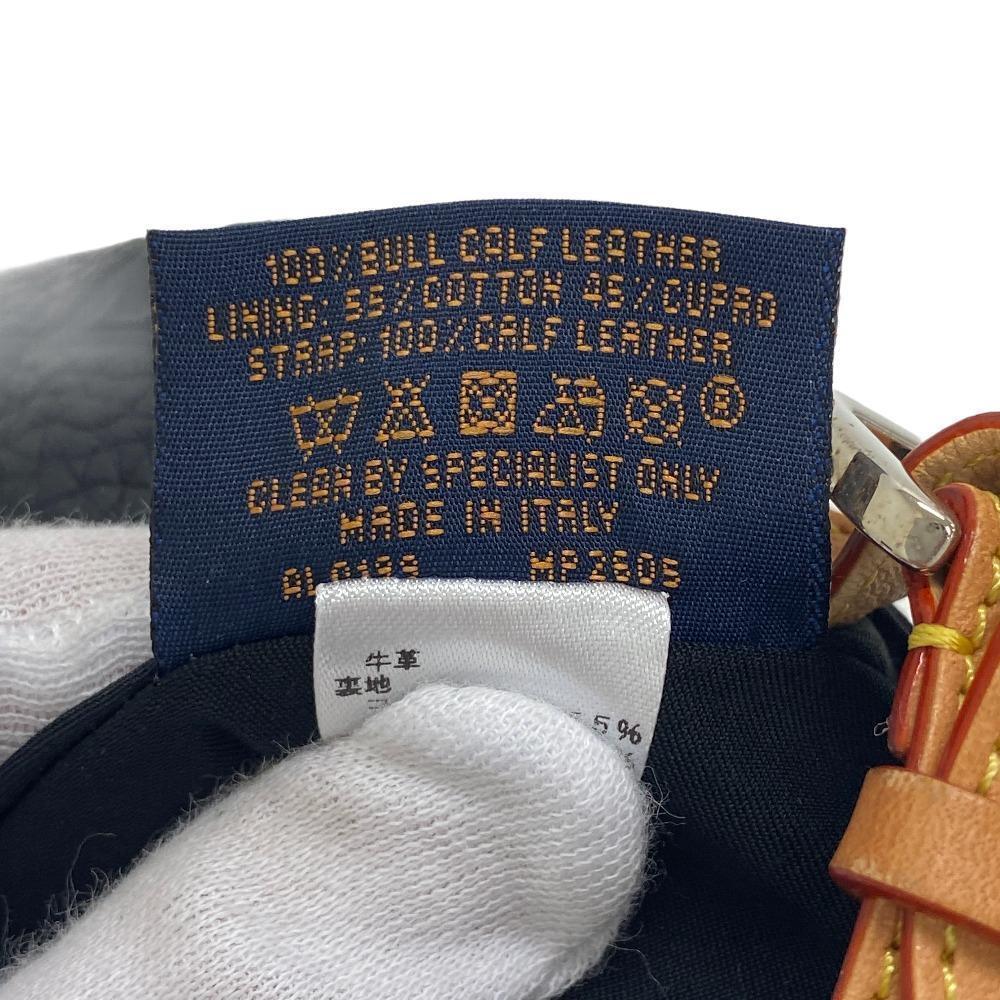 100%BULL CALF LEATHER
LINING: 55%COTTON 45%CUPRO
STRAP: 100%CALF LEATHER
®
CLEAN BY SPECIALIST ONLY
MADE IN ITALY
MP2605
牛革
裏地
5%